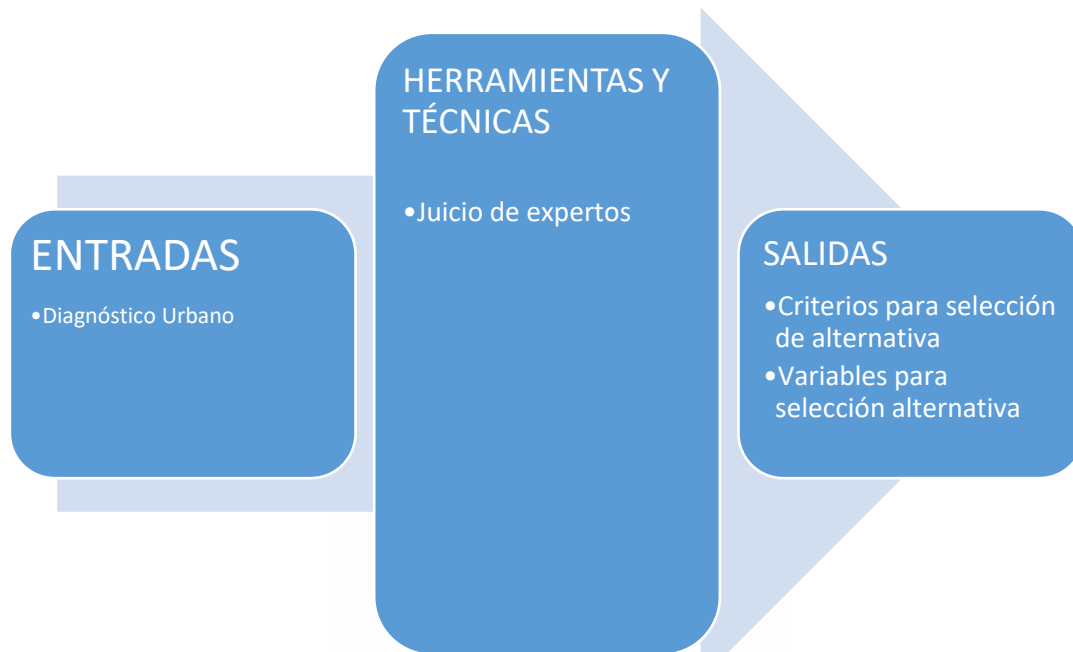 ENTRADAS
•Diagnóstico Urbano
HERRAMIENTAS Y
TÉCNICAS
•Juicio de expertos
SALIDAS
•Criterios para selección
de alternativa
•Variables para
selección alternativa